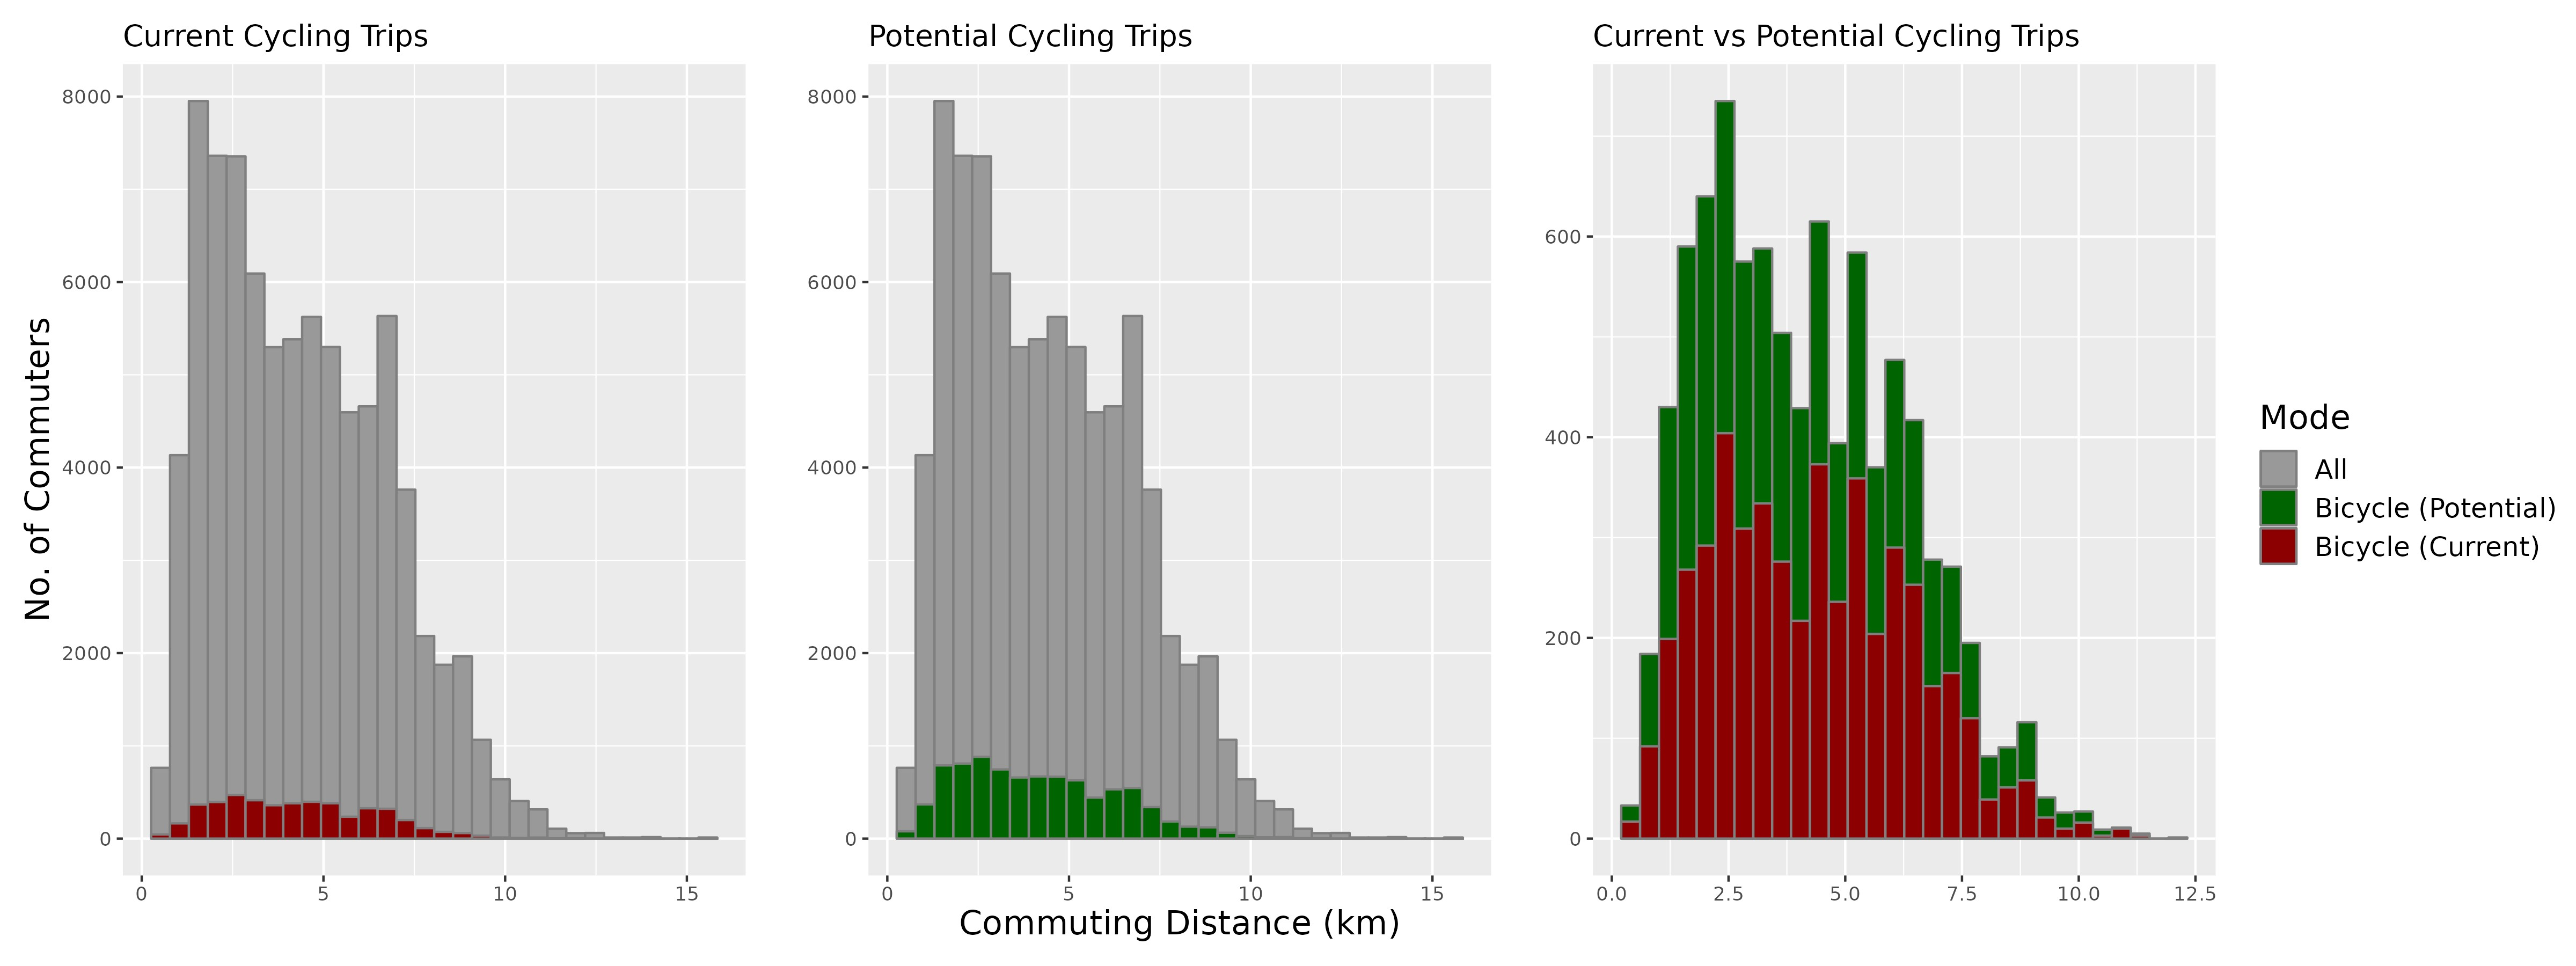 Current Cycling Trips
Potential Cycling Trips
Current vs Potential Cycling Trips
No. of Commuters
8000
6000
4000
2000
0
0 5 10 15
8000
6000
4000
2000
0
0 5 10 15
600
400
200
0
0.0 2.5 5.0 7.5 10.0 12.5
Commuting Distance (km)
Mode
All
Bicycle (Potential)
Bicycle (Current)